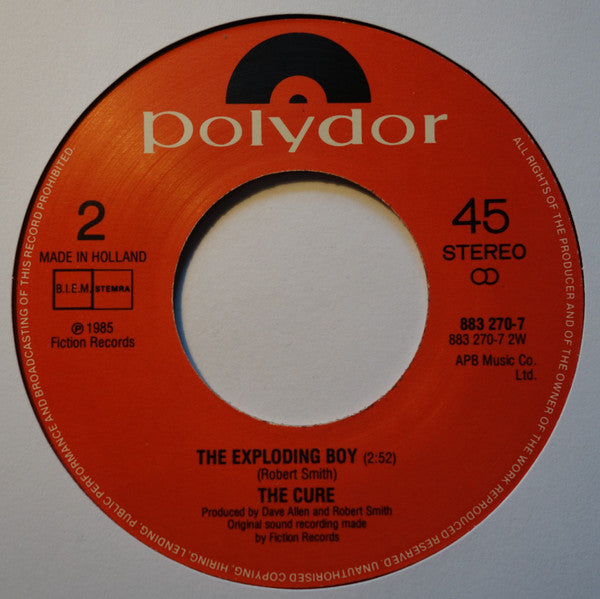 polydor
2
MADE IN HOLLAND
B.I.E.M. STEMRA
℗ 1985
Fiction Records
45
STEREO
883 270-7
883 270-7 2W
APB Music Co.
Ltd.
THE EXPLODING BOY (2:52)
(Robert Smith)
THE CURE
Produced by Dave Allen and Robert Smith
Original sound recording made
by Fiction Records
ALL RIGHTS OF THE PRODUCER AND OF THE OWNER OF THE WORK REPRODUCED RESERVED. UNAUTHORISED COPYING, HIRING, LENDING, PUBLIC PERFORMANCE AND BROADCASTING OF THIS RECORD PROHIBITED.